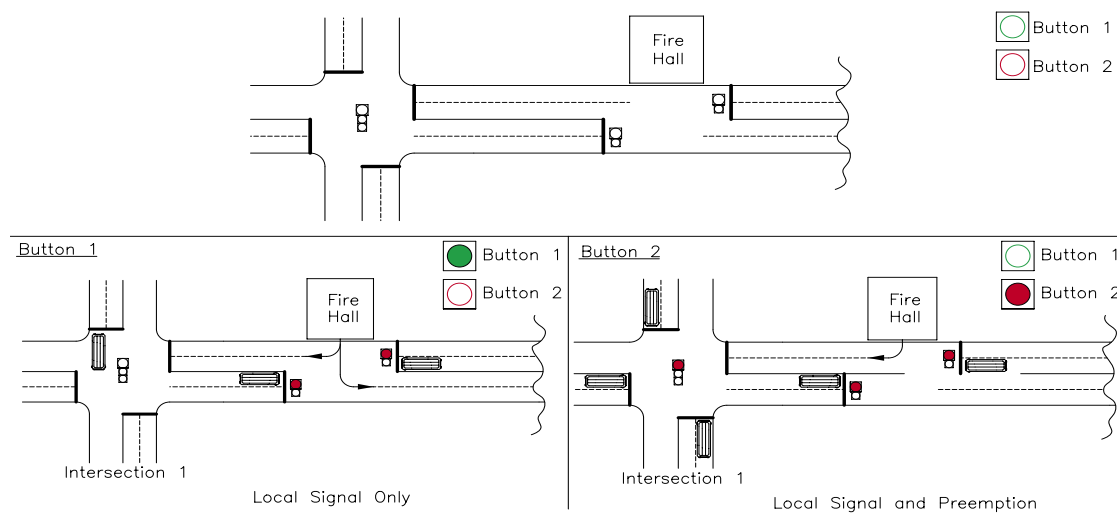 Fire
Hall
Button 1
Button 2
Button 1
Button 1
Button 2
Fire
Hall
Intersection 1
Local Signal Only
Button 2
Button 1
Button 2
Fire
Hall
Intersection 1
Local Signal and Preemption